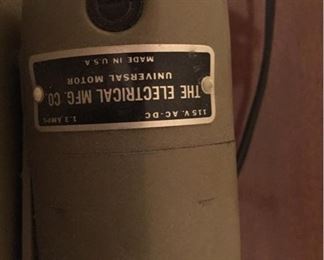 115 V. AC-DC 1.3 AMPS
THE ELECTRICAL MFG. CO.
UNIVERSAL MOTOR
MADE IN U.S.A